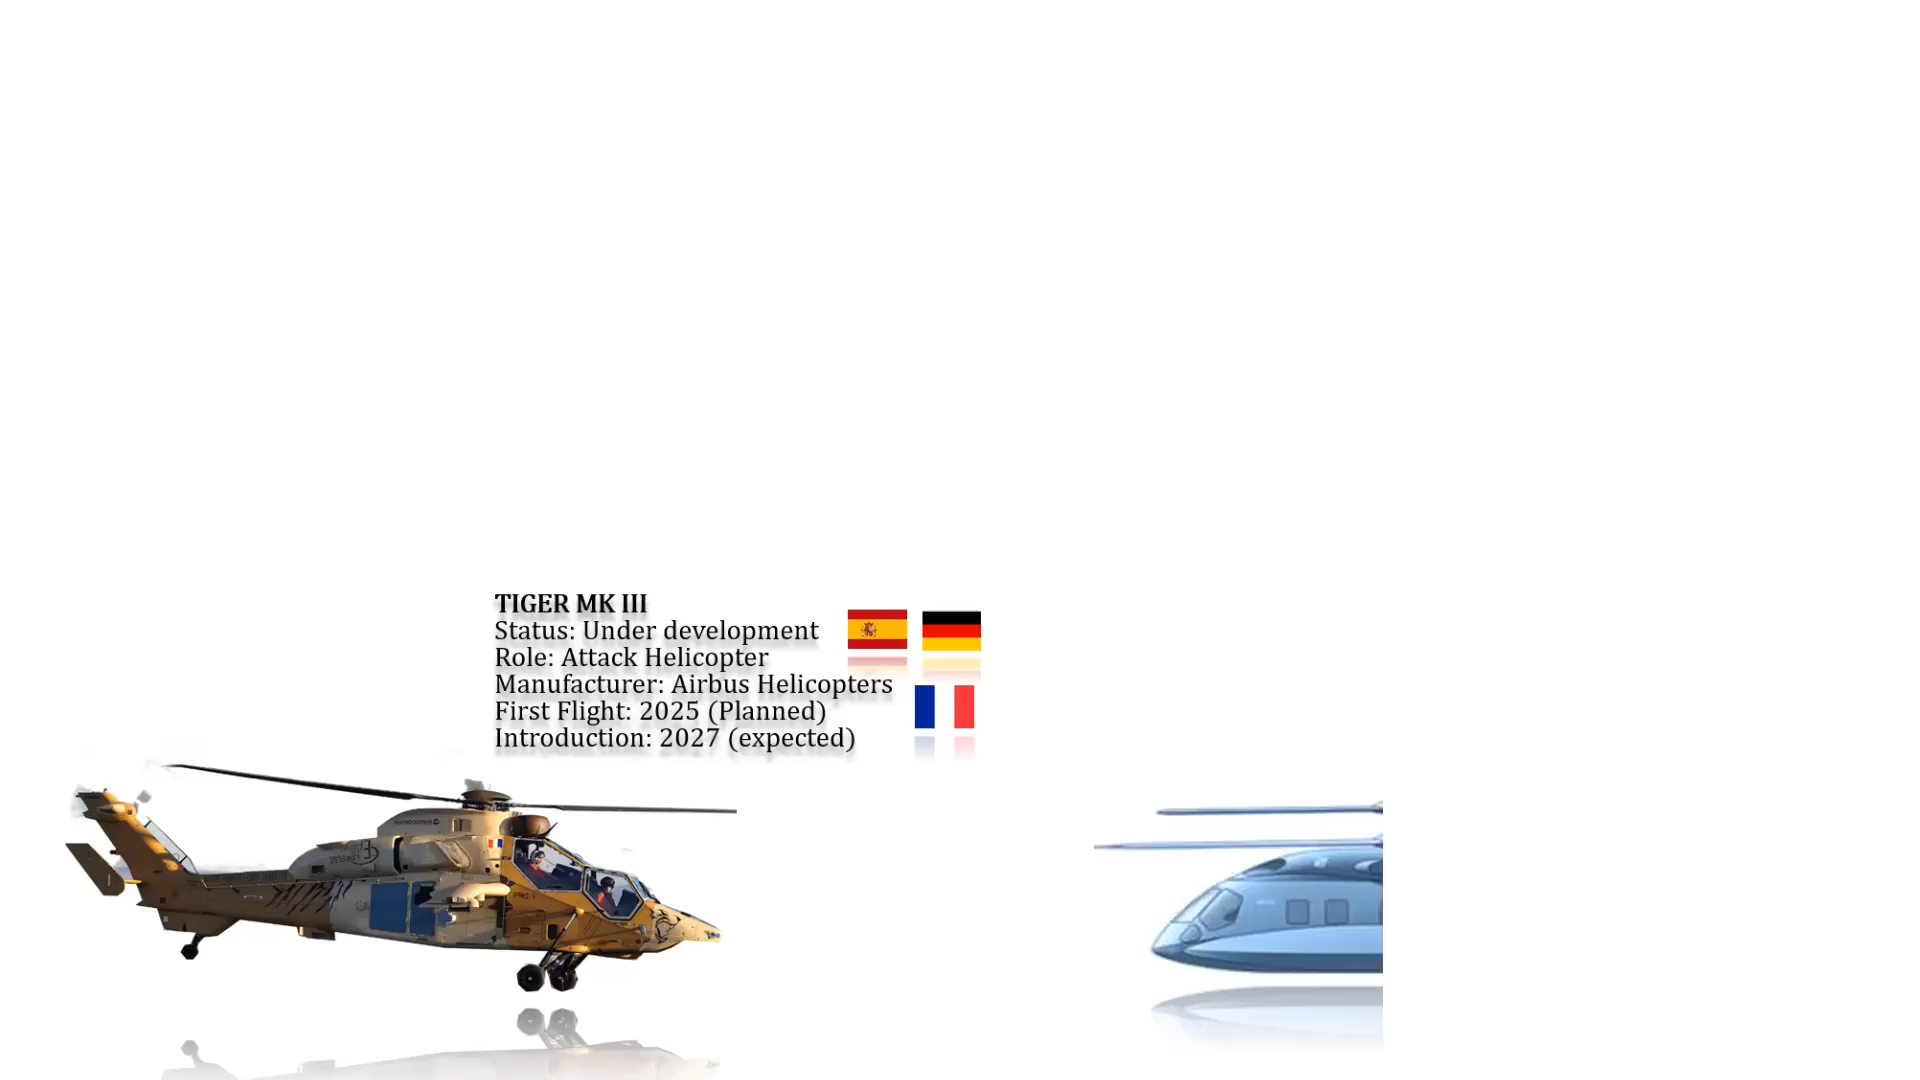 TIGER MK III
Status: Under development
Role: Attack Helicopter
Manufacturer: Airbus Helicopters
First Flight: 2025 (Planned)
Introduction: 2027 (expected)